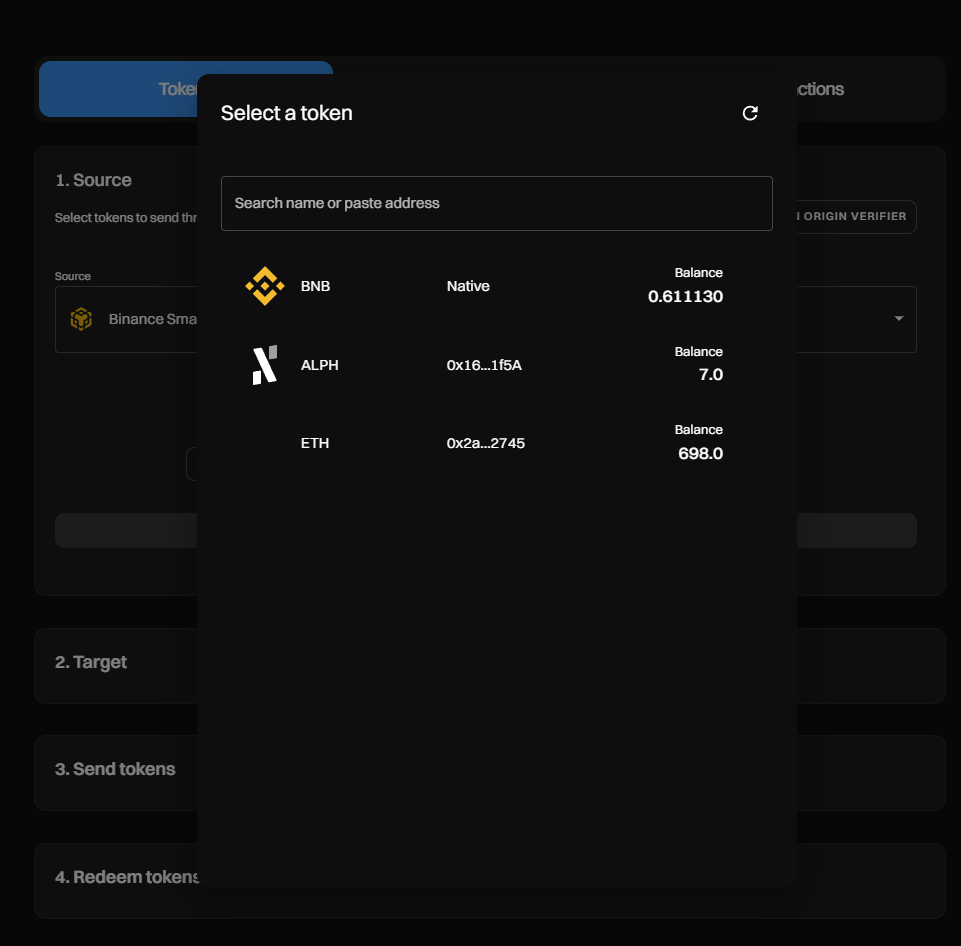 Toke
ctions
Select a token
1. Source
Select tokens to send thr
N ORIGIN VERIFIER
Search name or paste address
Source
Binance Sma
BNB Native Balance 0.611130
ALPH 0x16...1f5A Balance 7.0
ETH 0x2a...2745 Balance 698.0
2. Target
3. Send tokens
4. Redeem tokens